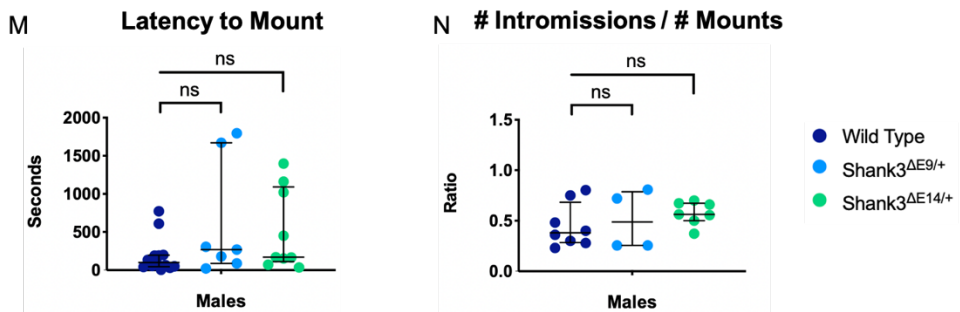 M
Latency to Mount
ns
ns
2000
1500
1000
500
0
Seconds
Males
N
# Intromissions / # Mounts
ns
ns
1.5
1.0
0.5
0.0
Ratio
Males
Wild Type
Shank3ΔE9/+
Shank3ΔE14/+